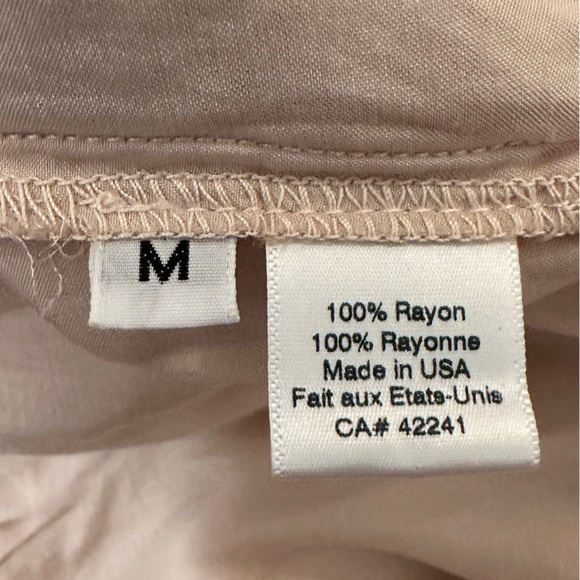 M
100% Rayon
100% Rayonne
Made in USA
Fait aux Etats-Unis
CA# 42241